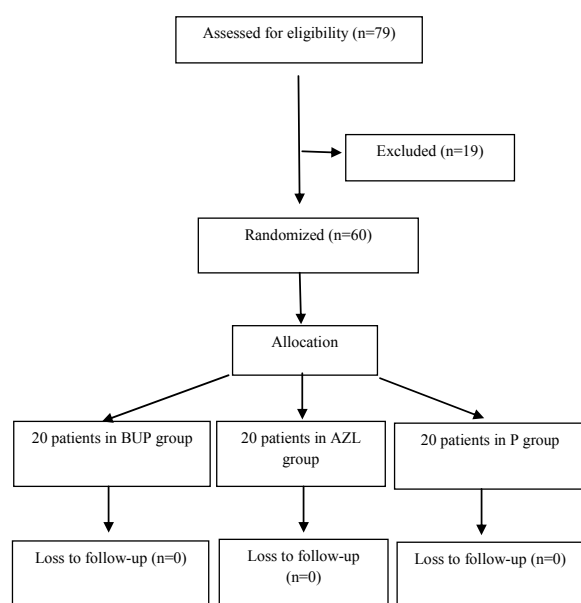 Assessed for eligibility (n=79)
Excluded (n=19)
Randomized (n=60)
Allocation
20 patients in BUP group
20 patients in AZL
group
20 patients in P group
Loss to follow-up (n=0)
Loss to follow-up
(n=0)
Loss to follow-up (n=0)